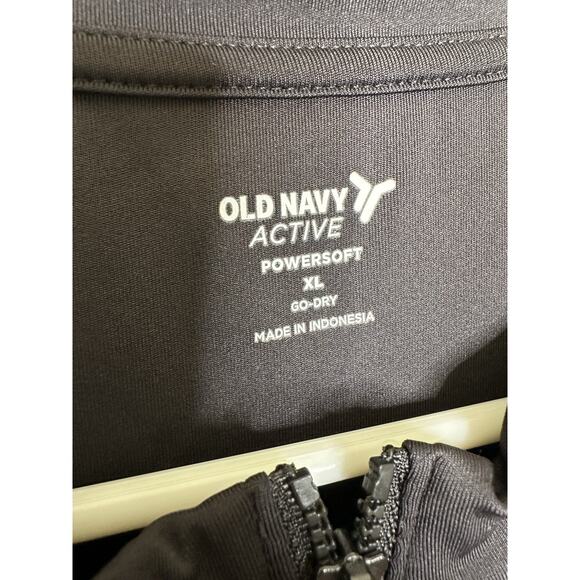 OLD NAVY
ACTIVE
POWERSOFT
XL
GO-DRY
MADE IN INDONESIA